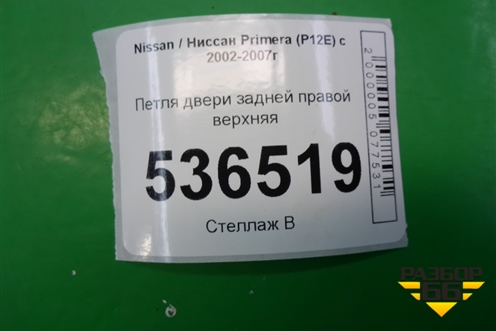 Nissan / Ниссан Primera (P12E) с
2002-2007г
Петля двери задней правой
верхняя
536519
Стеллаж В
2000005077531
РАЗБОР
66